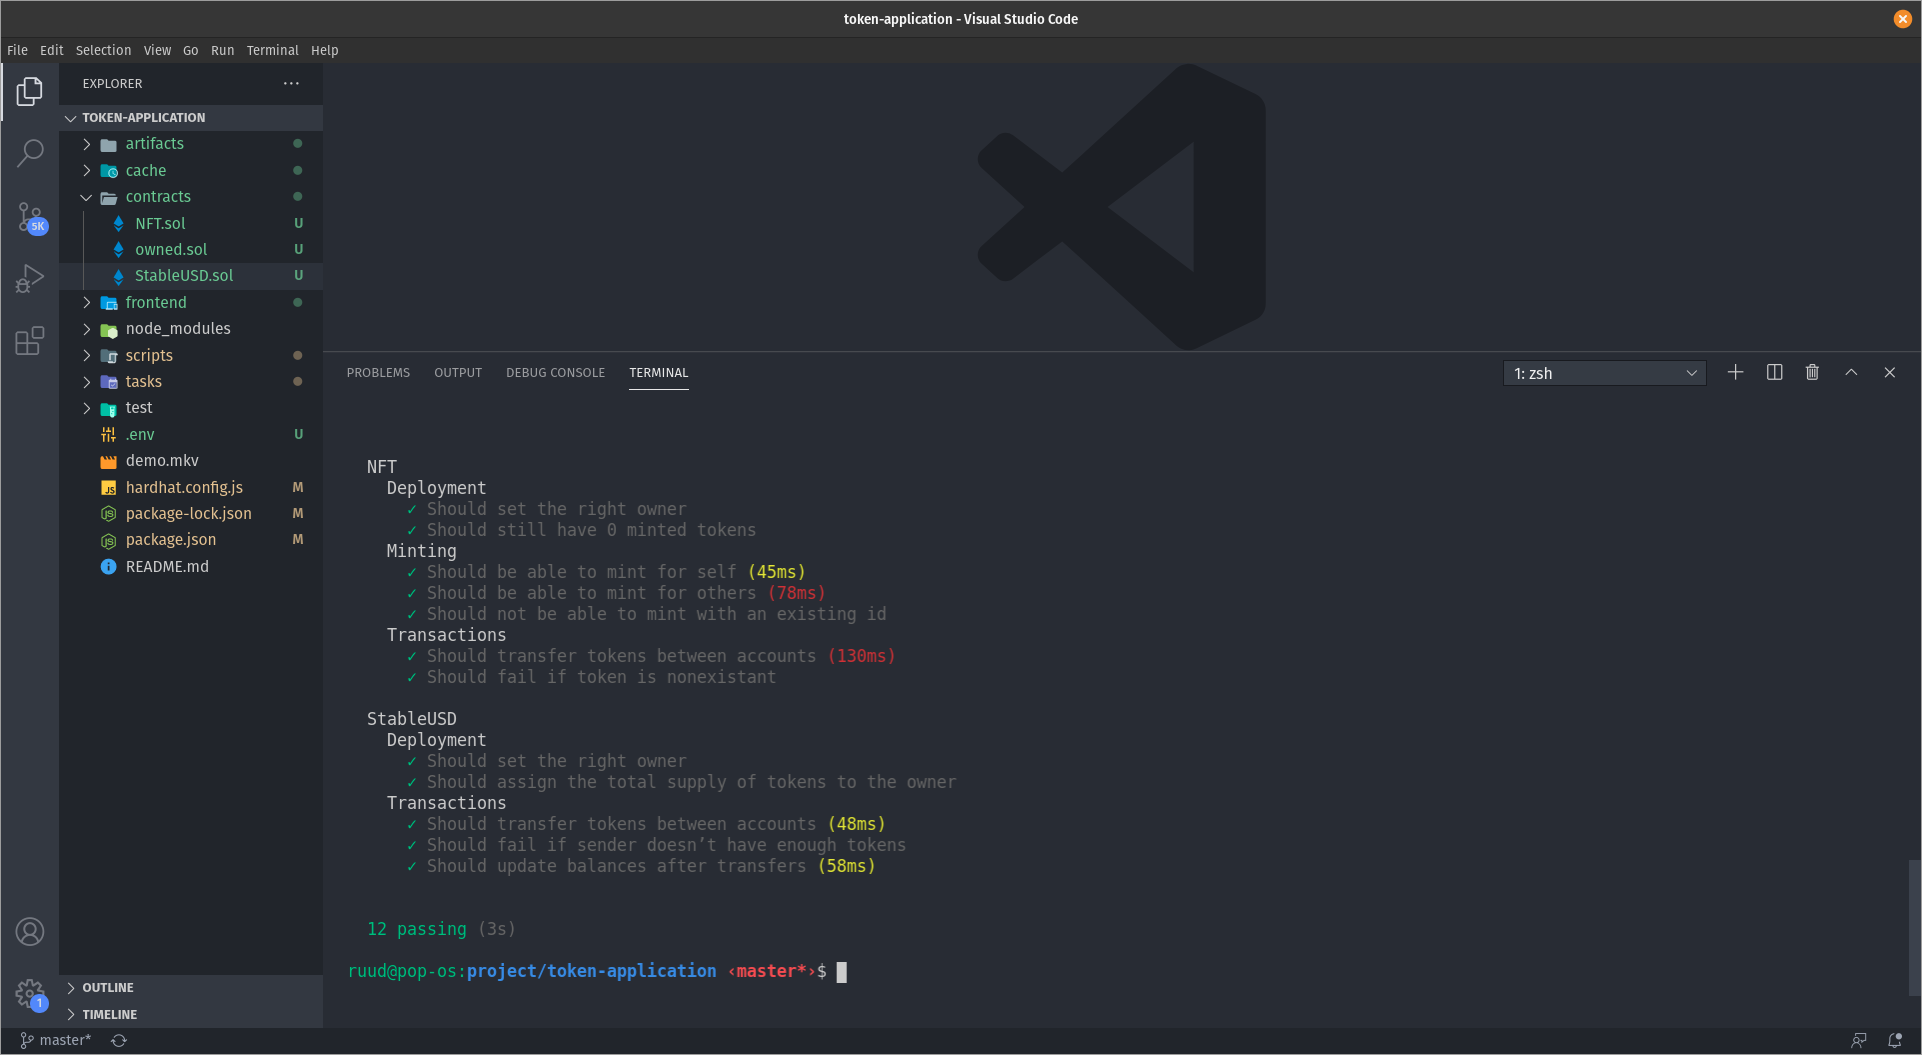 token-application - Visual Studio Code
File Edit Selection View Go Run Terminal Help
EXPLORER
TOKEN-APPLICATION
artifacts
cache
contracts
NFT.sol U
owned.sol U
StableUSD.sol U
frontend
node_modules
scripts
tasks
test
.env U
demo.mkv
hardhat.config.js M
package-lock.json M
package.json M
README.md
OUTLINE
TIMELINE
5K
1
PROBLEMS OUTPUT DEBUG CONSOLE TERMINAL
1: zsh
NFT
Deployment
✓ Should set the right owner
✓ Should still have 0 minted tokens
Minting
✓ Should be able to mint for self (45ms)
✓ Should be able to mint for others (78ms)
✓ Should not be able to mint with an existing id
Transactions
✓ Should transfer tokens between accounts (130ms)
✓ Should fail if token is nonexistant
StableUSD
Deployment
✓ Should set the right owner
✓ Should assign the total supply of tokens to the owner
Transactions
✓ Should transfer tokens between accounts (48ms)
✓ Should fail if sender doesn’t have enough tokens
✓ Should update balances after transfers (58ms)
12 passing (3s)
ruud@pop-os:project/token-application ‹master*›$
master*